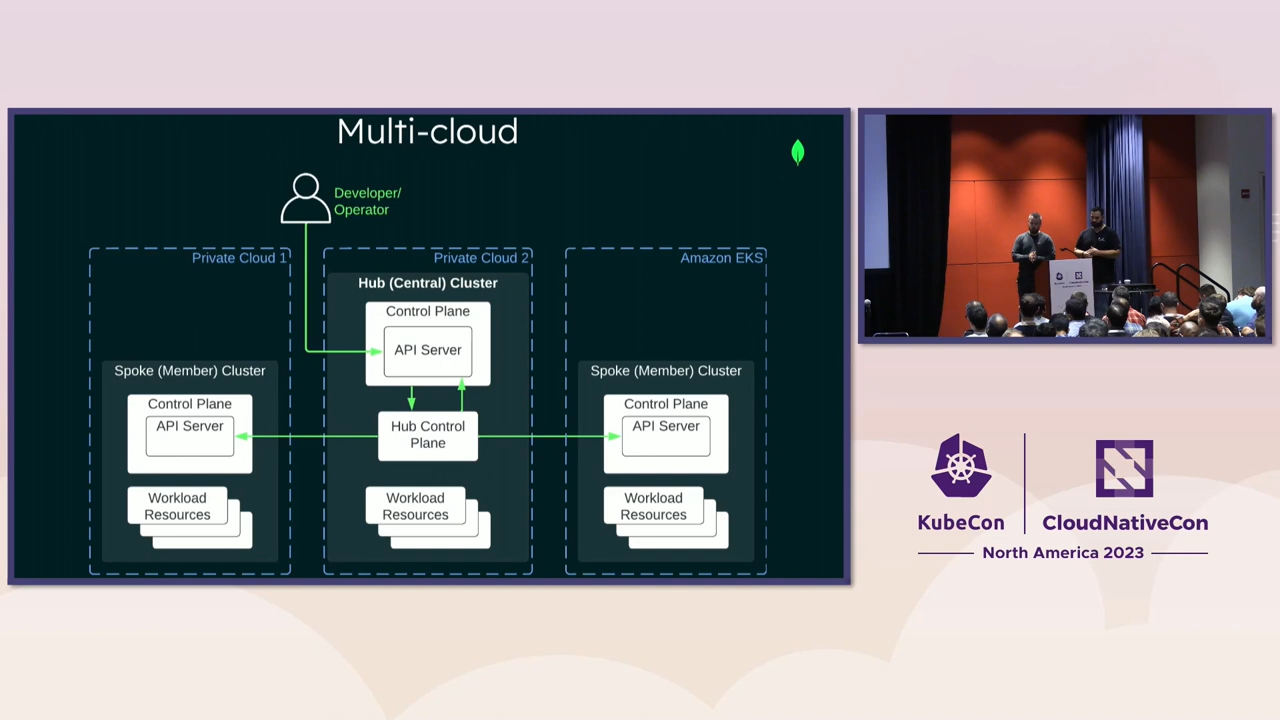 Multi-cloud
Developer/
Operator
Private Cloud 1
Private Cloud 2
Amazon EKS
Hub (Central) Cluster
Control Plane
API Server
Spoke (Member) Cluster
Control Plane
API Server
Hub Control
Plane
Spoke (Member) Cluster
Control Plane
API Server
Workload
Resources
Workload
Resources
Workload
Resources
KubeCon
CloudNativeCon
North America 2023